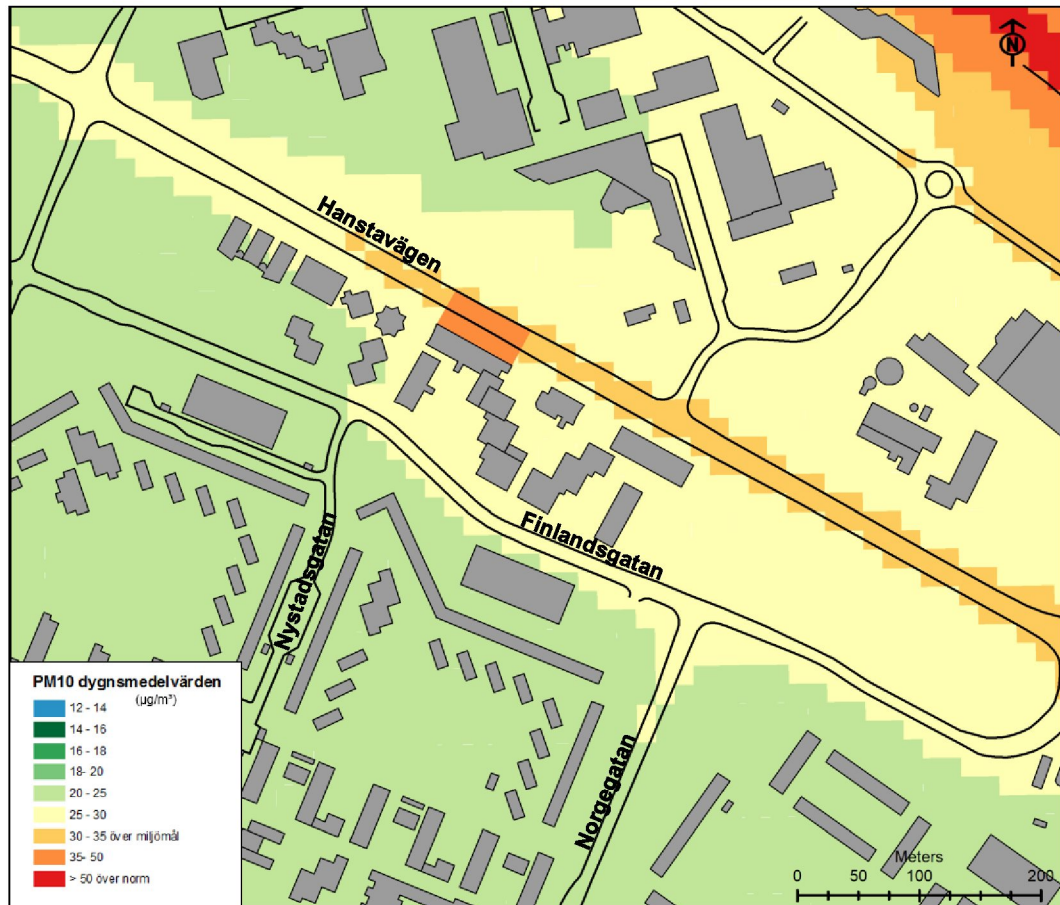 N
Hanstavägen
Finlandsgatan
Nystadsgatan
Norgegatan
PM10 dygnsmedelvärden
(µg/m³)
12 - 14
14 - 16
16 - 18
18- 20
20 - 25
25 - 30
30 - 35 över miljömål
35- 50
> 50 över norm
Meters
0 50 100 200